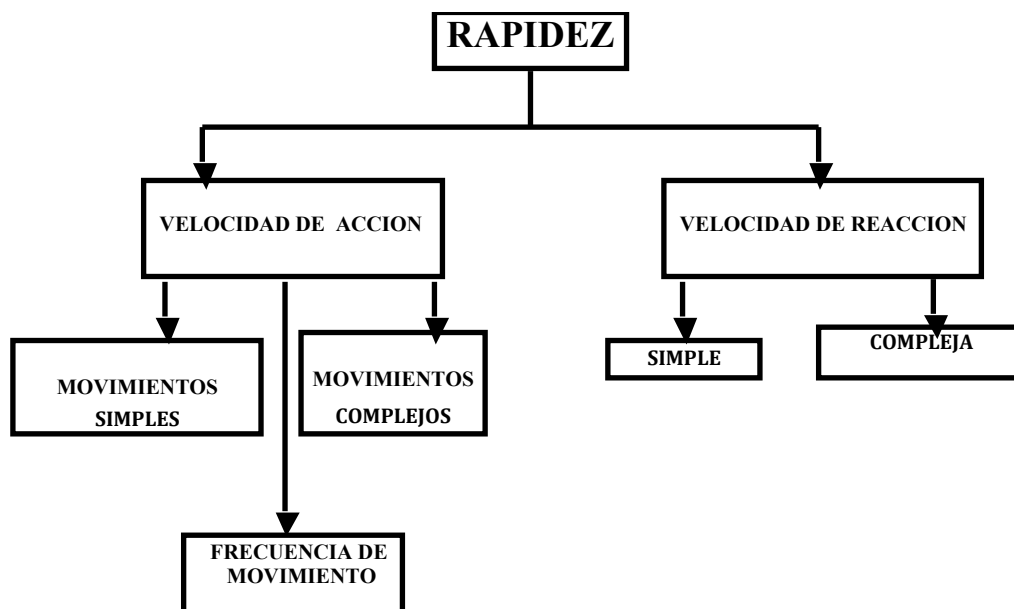 RAPIDEZ
VELOCIDAD DE ACCION
VELOCIDAD DE REACCION
MOVIMIENTOS
SIMPLES
MOVIMIENTOS
COMPLEJOS
SIMPLE
COMPLEJA
FRECUENCIA DE
MOVIMIENTO